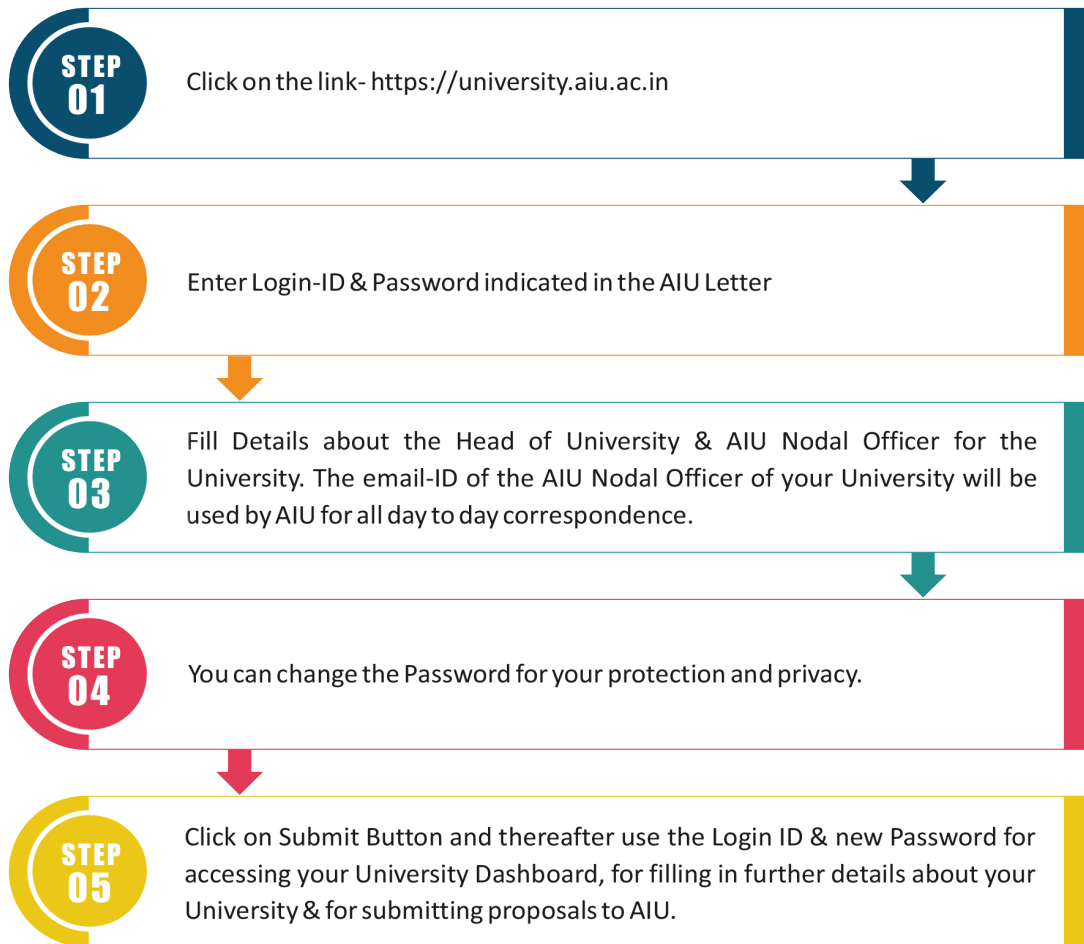 STEP
01
Click on the link- https://university.aiu.ac.in
STEP
02
Enter Login-ID & Password indicated in the AIU Letter
STEP
03
Fill Details about the Head of University & AIU Nodal Officer for the
University. The email-ID of the AIU Nodal Officer of your University will be
used by AIU for all day to day correspondence.
STEP
04
You can change the Password for your protection and privacy.
STEP
05
Click on Submit Button and thereafter use the Login ID & new Password for
accessing your University Dashboard, for filling in further details about your
University & for submitting proposals to AIU.